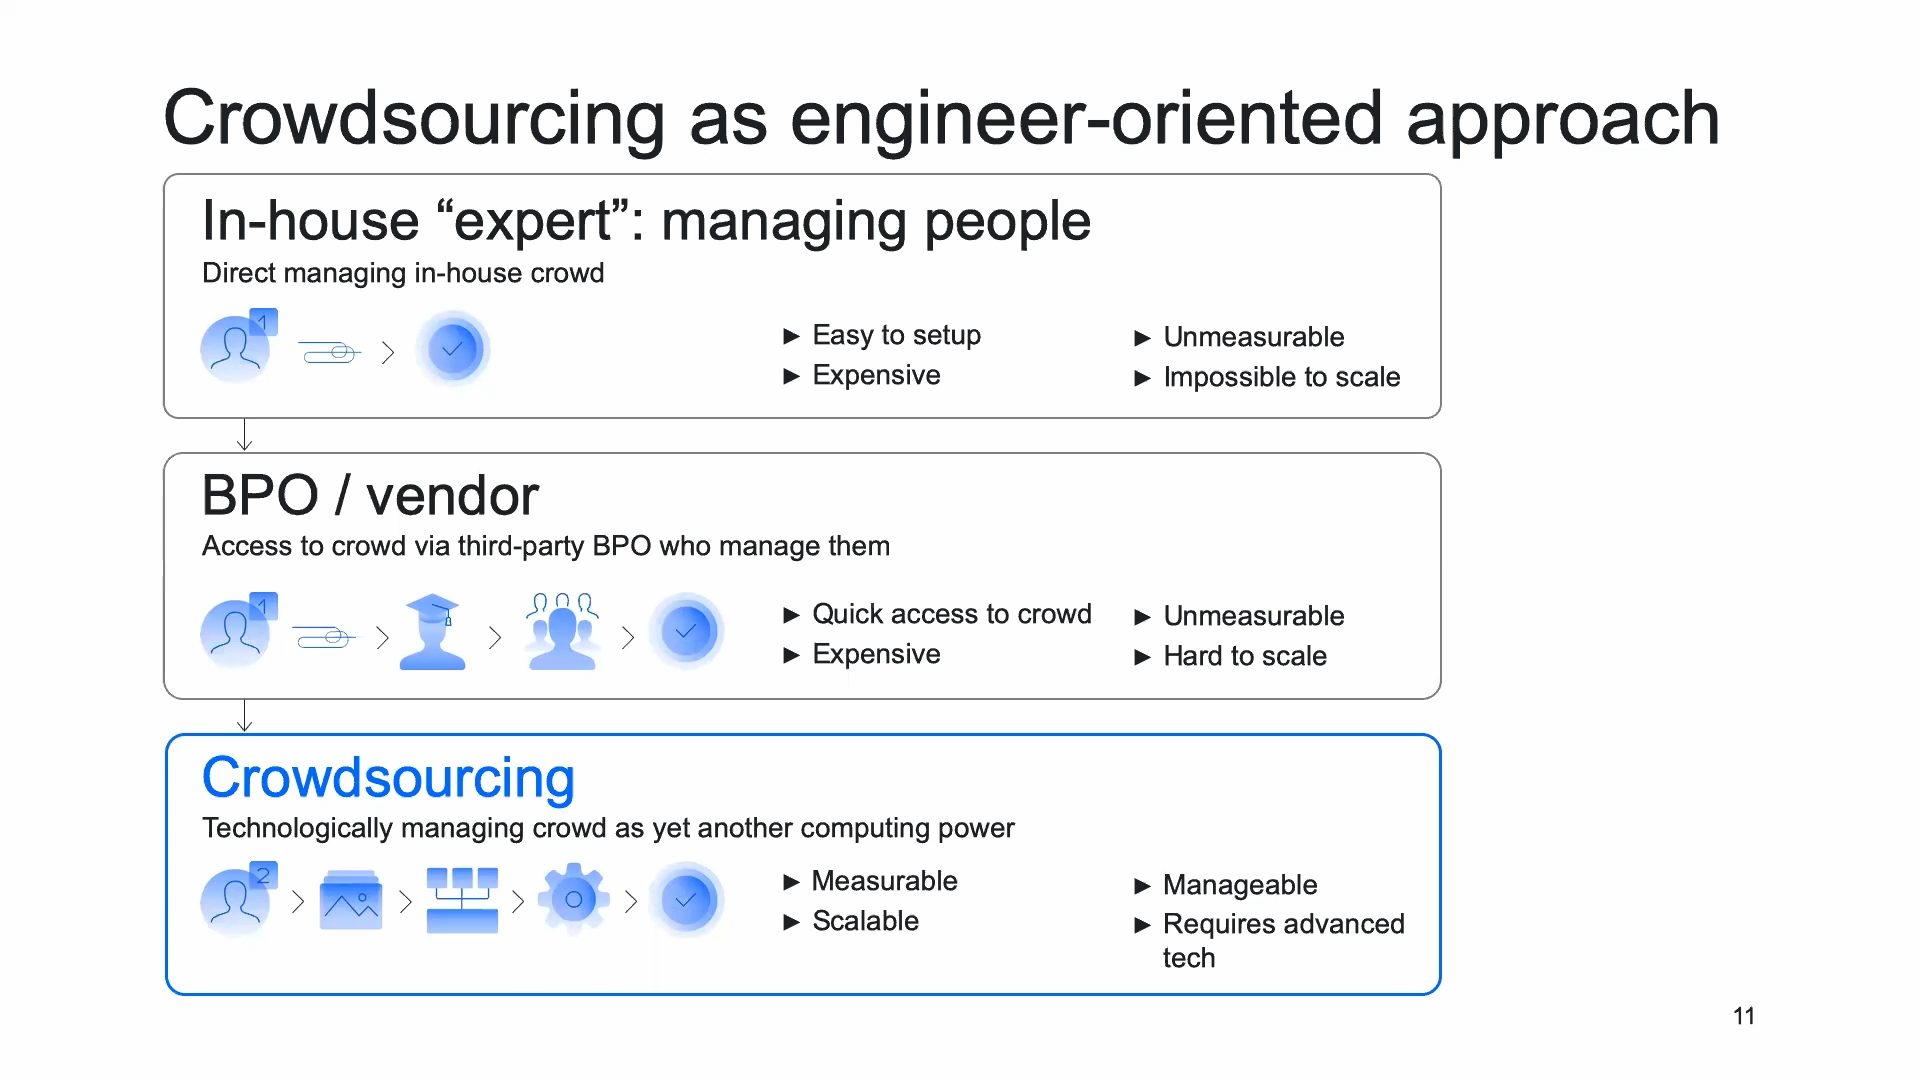 Crowdsourcing as engineer-oriented approach
In-house “expert”: managing people
Direct managing in-house crowd
1
► Easy to setup
► Expensive
► Unmeasurable
► Impossible to scale
BPO / vendor
Access to crowd via third-party BPO who manage them
1
► Quick access to crowd
► Expensive
► Unmeasurable
► Hard to scale
Crowdsourcing
Technologically managing crowd as yet another computing power
2
► Measurable
► Scalable
► Manageable
► Requires advanced
tech
11